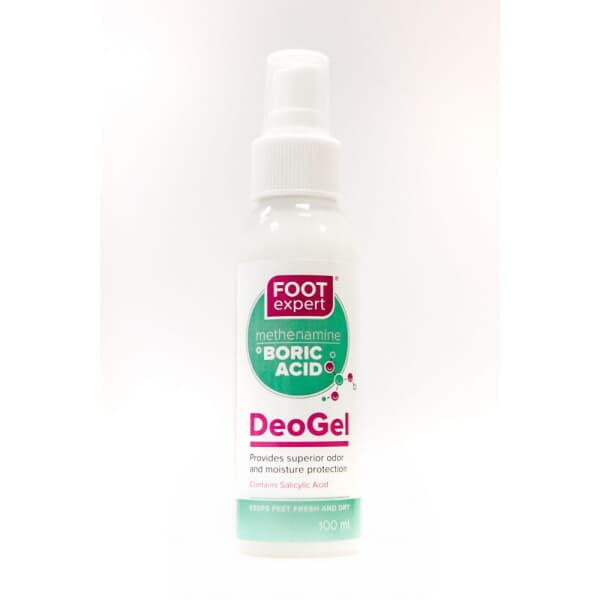 FOOT®
expert
methenamine
BORIC
ACID
DeoGel
Provides superior odor
and moisture protection
Contains Salicylic Acid
KEEPS FEET FRESH AND DRY
100 ml